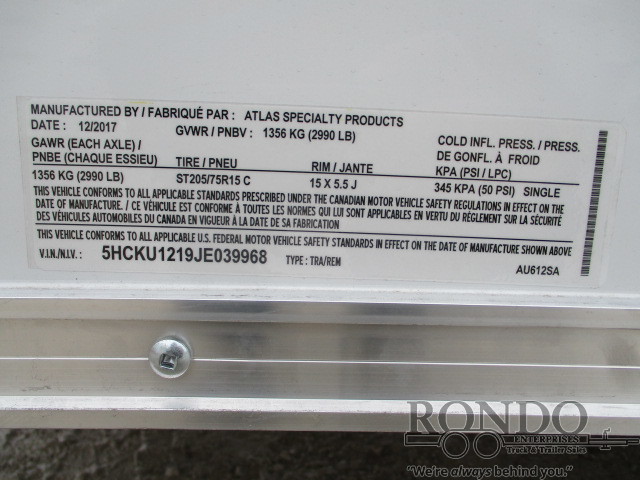 MANUFACTURED BY / FABRIQUÉ PAR : ATLAS SPECIALTY PRODUCTS
DATE : 12/2017 GVWR / PNBV : 1356 KG (2990 LB)
GAWR (EACH AXLE) / PNBE (CHAQUE ESSIEU) TIRE / PNEU RIM / JANTE COLD INFL. PRESS. / PRESS. DE GONFL. À FROID KPA (PSI / LPC)
1356 KG (2990 LB) ST205/75R15 C 15 X 5.5 J 345 KPA (50 PSI) SINGLE
THIS VEHICLE CONFORMS TO ALL APPLICABLE STANDARDS PRESCRIBED UNDER THE CANADIAN MOTOR VEHICLE SAFETY REGULATIONS IN EFFECT ON THE
DATE OF MANUFACTURE. / CE VÉHICULE EST CONFORME À TOUTES LES NORMES QUI LUI SONT APPLICABLES EN VERTU DU RÈGLEMENT SUR LA SÉCURITÉ
DES VÉHICULES AUTOMOBILES DU CANADA EN VIGUEUR À LA DATE DE SA FABRICATION.
THIS VEHICLE CONFORMS TO ALL APPLICABLE U.S. FEDERAL MOTOR VEHICLE SAFETY STANDARDS IN EFFECT ON THE DATE OF MANUFACTURE SHOWN ABOVE
V.I.N./N.I.V. : 5HCKU1219JE039968 TYPE : TRA/REM AU612SA
RONDO
ENTERPRISES
Truck & Trailer Sales
"We're always behind you."